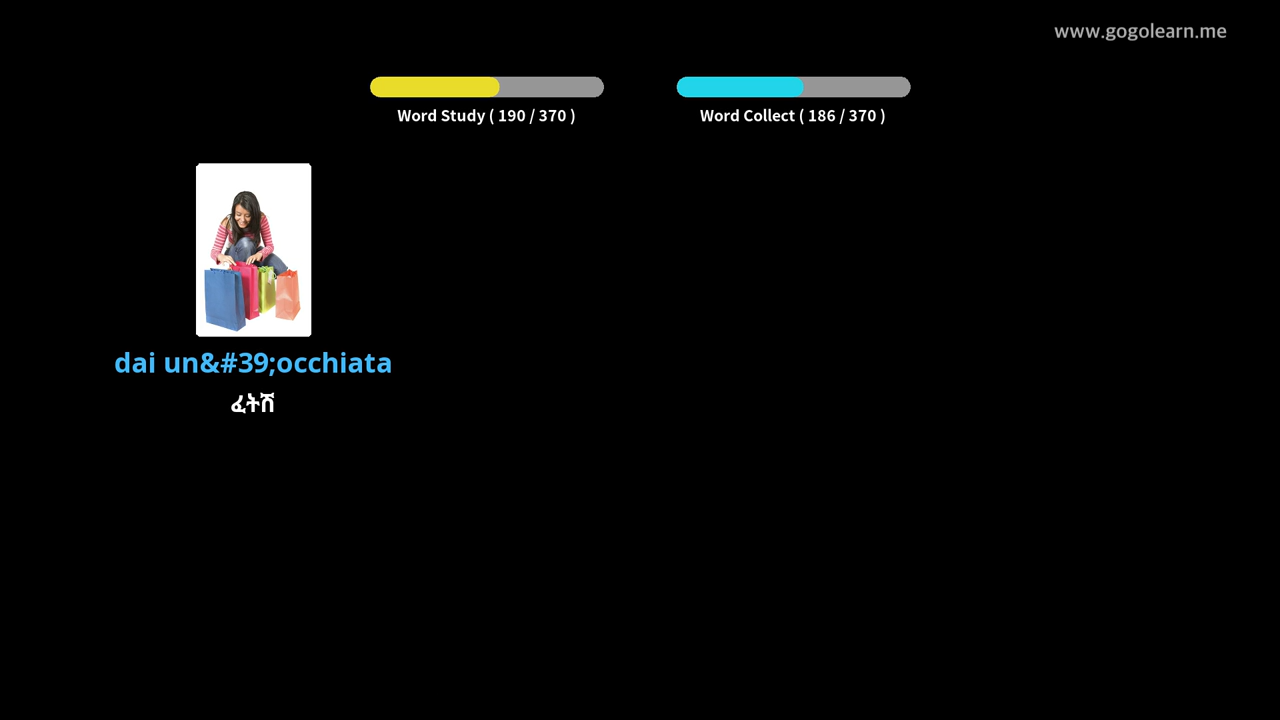 www.gogolearn.me
Word Study ( 190 / 370 )
Word Collect ( 186 / 370 )
dai un&#39;occhiata
ፈትሽ